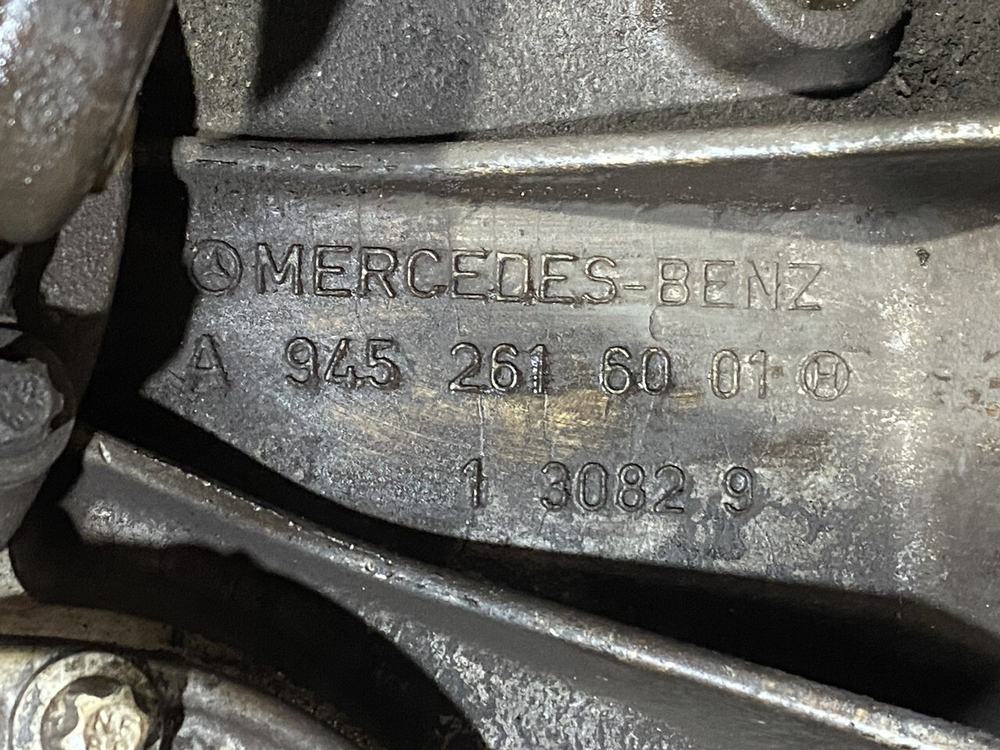 MERCEDES-BENZ
A 945 261 60 01 H
1 3082 9